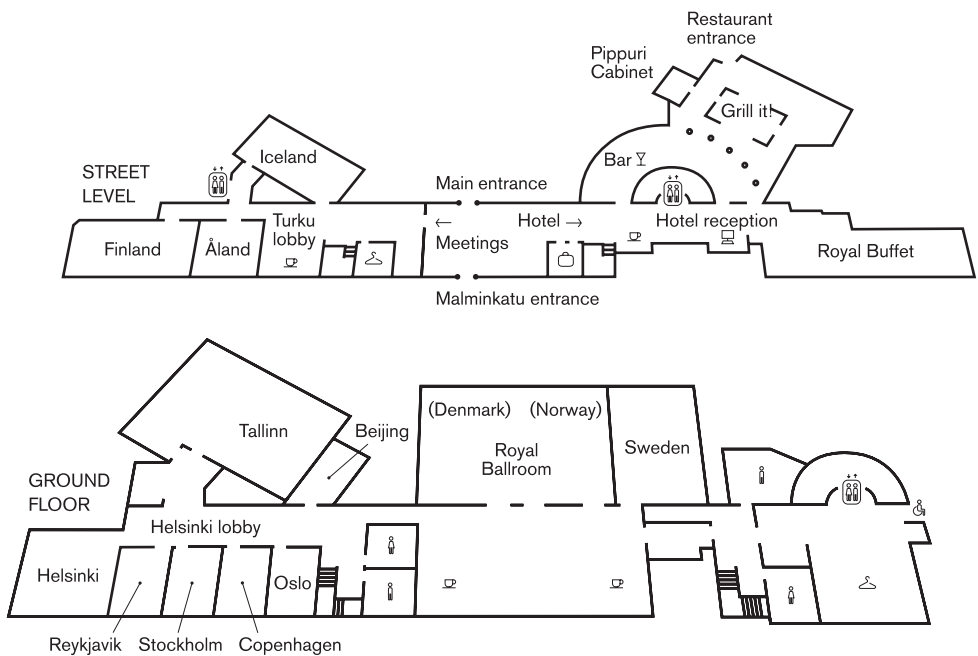 Restaurant
entrance
Pippuri
Cabinet
Grill it!
Bar
Iceland
STREET
LEVEL
Main entrance
Turku
lobby
← Hotel →
Meetings
Hotel reception
Finland
Åland
Royal Buffet
Malminkatu entrance
(Denmark) (Norway)
Tallinn
Beijing
Royal
Ballroom
Sweden
GROUND
FLOOR
Helsinki lobby
Helsinki
Oslo
Reykjavik Stockholm Copenhagen